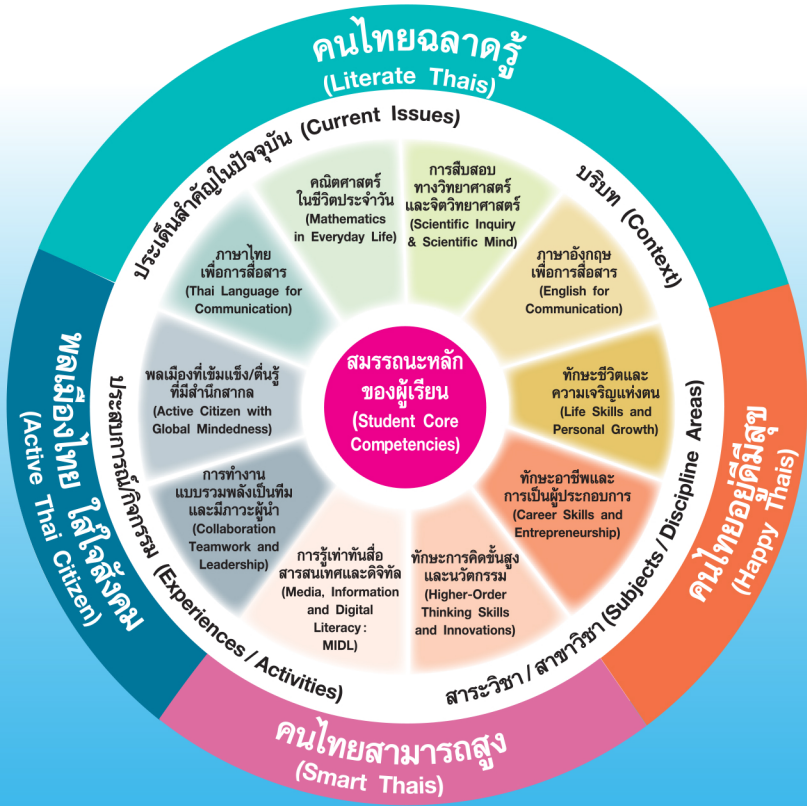 คนไทยฉลาดรู้
(Literate Thais)
ประเด็นสำคัญในปัจจุบัน (Current Issues)
บริบท (Context)
คณิตศาสตร์
ในชีวิตประจำวัน
(Mathematics
in Everyday Life)
การสืบสอบ
ทางวิทยาศาสตร์
และจิตวิทยาศาสตร์
(Scientific Inquiry
& Scientific Mind)
ภาษาไทย
เพื่อการสื่อสาร
(Thai Language for
Communication)
ภาษาอังกฤษ
เพื่อการสื่อสาร
(English for
Communication)
พลเมืองไทย ใส่ใจสังคม
(Active Thai Citizen)
ประสบการณ์/กิจกรรม (Experiences / Activities)
พลเมืองที่เข้มแข็ง/ตื่นรู้
ที่มีสำนึกสากล
(Active Citizen with
Global Mindedness)
สมรรถนะหลัก
ของผู้เรียน
(Student Core
Competencies)
ทักษะชีวิตและ
ความเจริญแห่งตน
(Life Skills and
Personal Growth)
สาระวิชา / สาขาวิชา (Subjects / Discipline Areas)
คนไทยอยู่ดีมีสุข
(Happy Thais)
การทำงาน
แบบรวมพลังเป็นทีม
และมีภาวะผู้นำ
(Collaboration
Teamwork and
Leadership)
ทักษะอาชีพและ
การเป็นผู้ประกอบการ
(Career Skills and
Entrepreneurship)
การรู้เท่าทันสื่อ
สารสนเทศและดิจิทัล
(Media, Information
and Digital
Literacy:
MIDL)
ทักษะการคิดขั้นสูง
และนวัตกรรม
(Higher-Order
Thinking Skills
and Innovations)
คนไทยสามารถสูง
(Smart Thais)